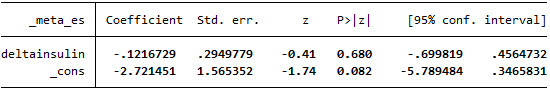 _meta_es Coefficient Std. err. z P>|z| [95% conf. interval]
deltainsulin -.1216729 .2949779 -0.41 0.680 -.699819 .4564732
_cons -2.721451 1.565352 -1.74 0.082 -5.789484 .3465831